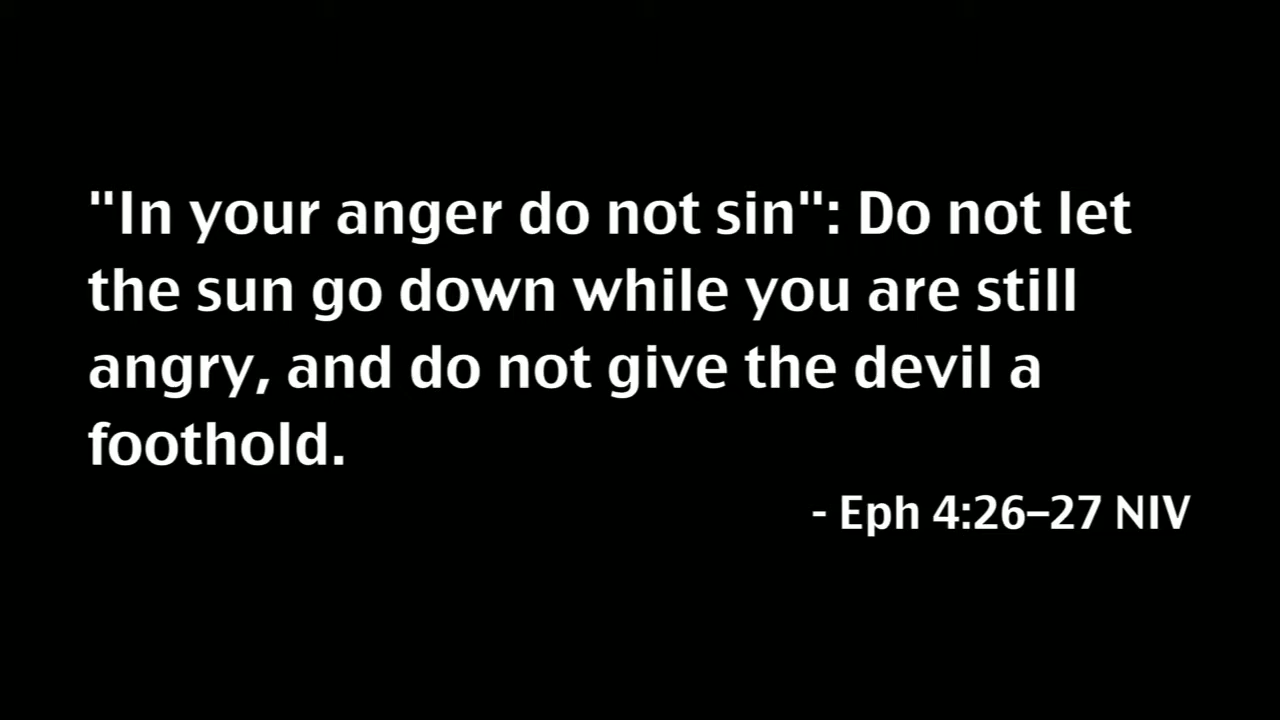 "In your anger do not sin": Do not let
the sun go down while you are still
angry, and do not give the devil a
foothold.
- Eph 4:26–27 NIV